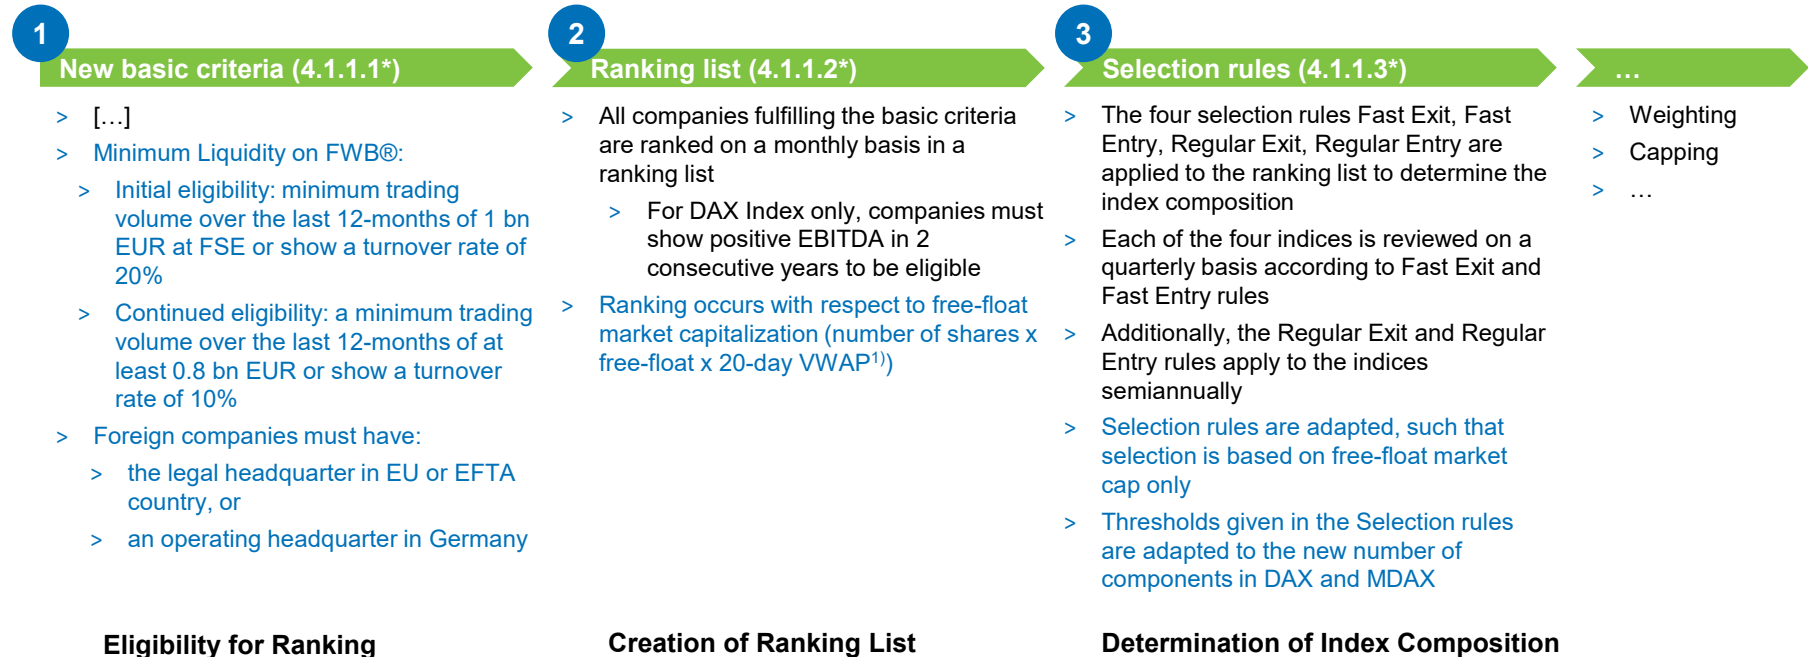 1
New basic criteria (4.1.1.1*)
> […]
> Minimum Liquidity on FWB®:
> Initial eligibility: minimum trading
volume over the last 12-months of 1 bn
EUR at FSE or show a turnover rate of
20%
> Continued eligibility: a minimum trading
volume over the last 12-months of at
least 0.8 bn EUR or show a turnover
rate of 10%
> Foreign companies must have:
> the legal headquarter in EU or EFTA
country, or
> an operating headquarter in Germany
Eligibility for Ranking
2
Ranking list (4.1.1.2*)
> All companies fulfilling the basic criteria
are ranked on a monthly basis in a
ranking list
> For DAX Index only, companies must
show positive EBITDA in 2
consecutive years to be eligible
> Ranking occurs with respect to free-float
market capitalization (number of shares x
free-float x 20-day VWAP¹⁾)
Creation of Ranking List
3
Selection rules (4.1.1.3*)
> The four selection rules Fast Exit, Fast
Entry, Regular Exit, Regular Entry are
applied to the ranking list to determine the
index composition
> Each of the four indices is reviewed on a
quarterly basis according to Fast Exit and
Fast Entry rules
> Additionally, the Regular Exit and Regular
Entry rules apply to the indices
semiannually
> Selection rules are adapted, such that
selection is based on free-float market
cap only
> Thresholds given in the Selection rules
are adapted to the new number of
components in DAX and MDAX
Determination of Index Composition
…
> Weighting
> Capping
> …